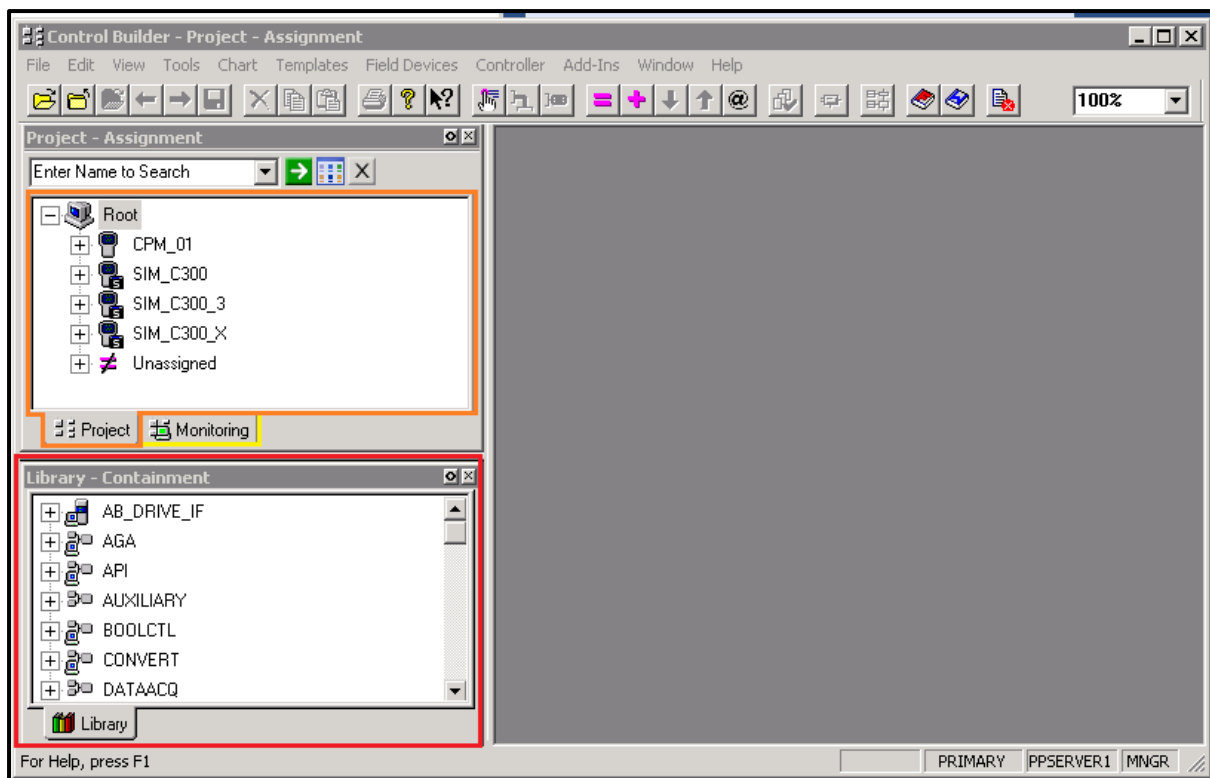 Control Builder - Project - Assignment
File Edit View Tools Chart Templates Field Devices Controller Add-Ins Window Help
100%
Project - Assignment
Enter Name to Search
Root
CPM_01
SIM_C300
SIM_C300_3
SIM_C300_X
Unassigned
Project Monitoring
Library - Containment
AB_DRIVE_IF
AGA
API
AUXILIARY
BOOLCTL
CONVERT
DATAACQ
Library
For Help, press F1 PRIMARY PPSERVER1 MNGR